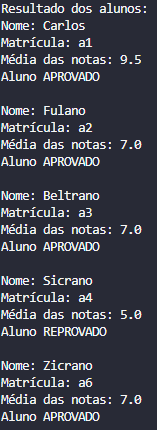 Resultado dos alunos:
Nome: Carlos
Matrícula: a1
Média das notas: 9.5
Aluno APROVADO

Nome: Fulano
Matrícula: a2
Média das notas: 7.0
Aluno APROVADO

Nome: Beltrano
Matrícula: a3
Média das notas: 7.0
Aluno APROVADO

Nome: Sicrano
Matrícula: a4
Média das notas: 5.0
Aluno REPROVADO

Nome: Zicrano
Matrícula: a6
Média das notas: 7.0
Aluno APROVADO